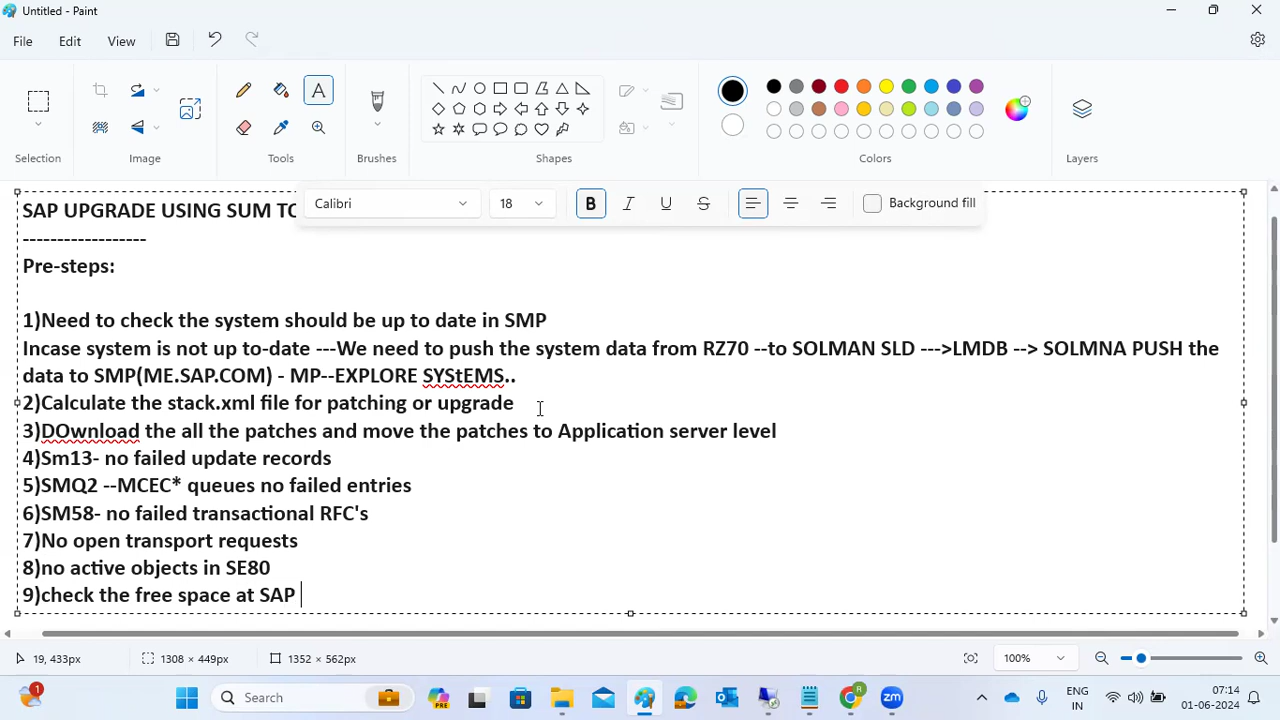 Untitled - Paint
File Edit View
Selection Image Tools Brushes Shapes Colors Layers
Calibri 18 B I U S Background fill
SAP UPGRADE USING SUM
------------------
Pre-steps:
1)Need to check the system should be up to date in SMP
Incase system is not up to-date ---We need to push the system data from RZ70 --to SOLMAN SLD --->LMDB --> SOLMNA PUSH the
data to SMP(ME.SAP.COM) - MP--EXPLORE SYStEMS..
2)Calculate the stack.xml file for patching or upgrade
3)DOwnload the all the patches and move the patches to Application server level
4)Sm13- no failed update records
5)SMQ2 --MCEC* queues no failed entries
6)SM58- no failed transactional RFC's
7)No open transport requests
8)no active objects in SE80
9)check the free space at SAP
19, 433px 1308 × 449px 1352 × 562px 100%
1 Search PRE zm ENG IN 01-06-2024